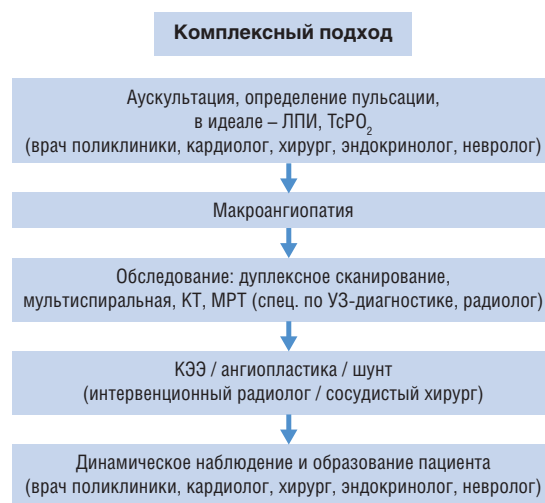 Комплексный подход
Аускультация, определение пульсации,
в идеале – ЛПИ, TcPO₂
(врач поликлиники, кардиолог, хирург, эндокринолог, невролог)
Макроангиопатия
Обследование: дуплексное сканирование,
мультиспиральная, КТ, МРТ (спец. по УЗ-диагностике, радиолог)
КЭЭ / ангиопластика / шунт
(интервенционный радиолог / сосудистый хирург)
Динамическое наблюдение и образование пациента
(врач поликлиники, кардиолог, хирург, эндокринолог, невролог)